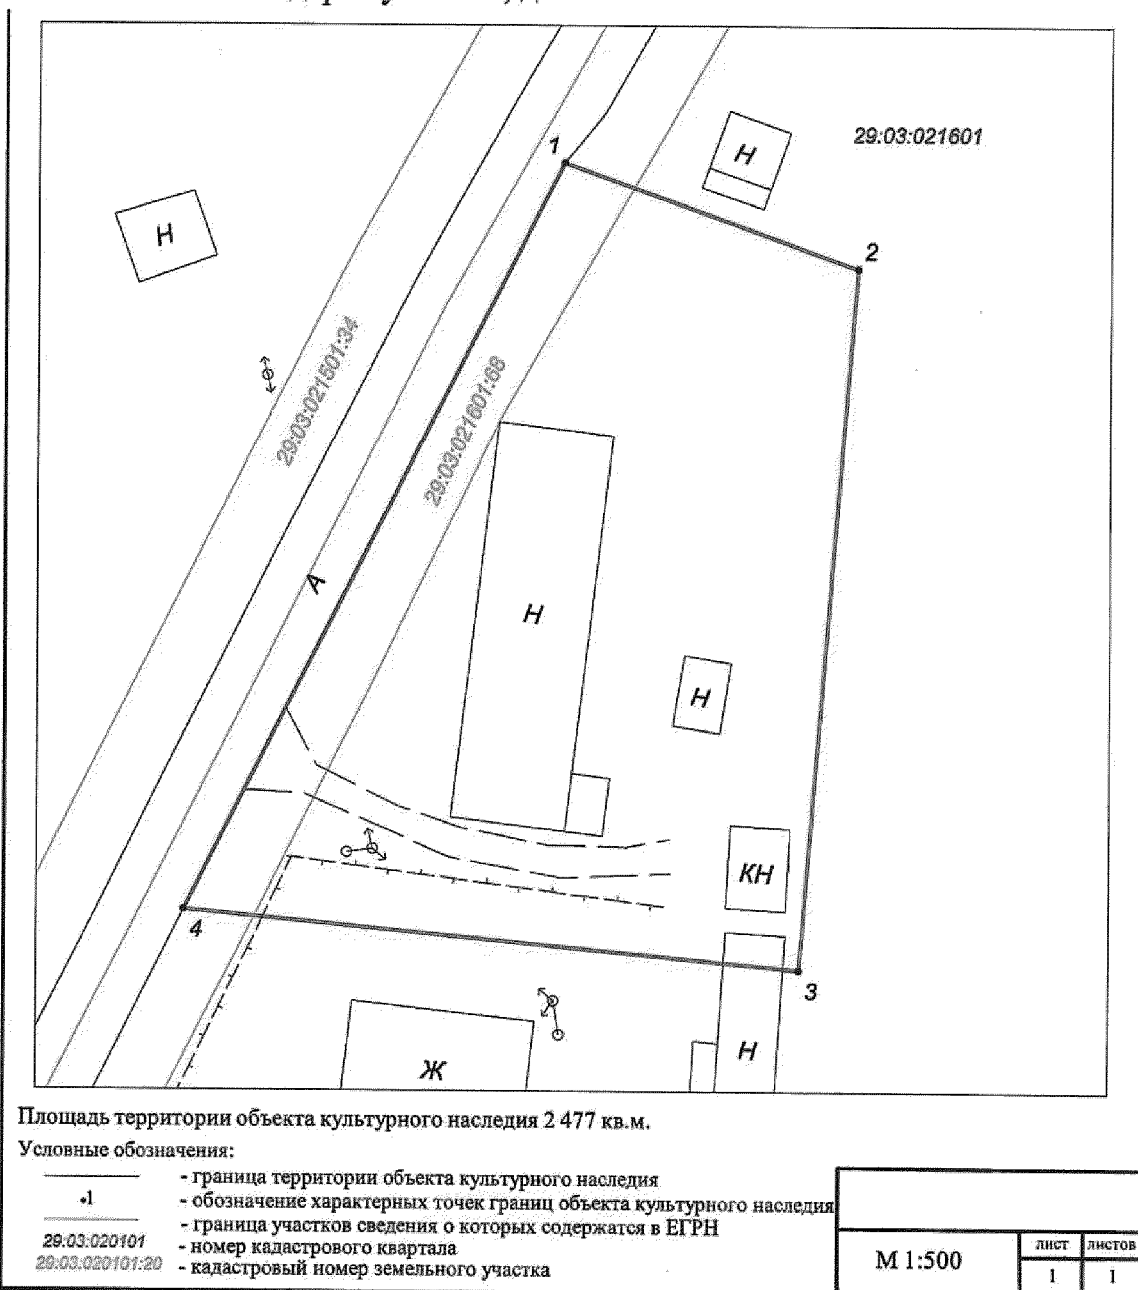 1
29:03:021601
Н
2
Н
29:03:021501:34
29:03:021601:68
А
Н
Н
КН
4
3
Н
Ж
Площадь территории объекта культурного наследия 2 477 кв.м.
Условные обозначения:
- граница территории объекта культурного наследия
•1 - обозначение характерных точек границ объекта культурного наследия
- граница участков сведения о которых содержатся в ЕГРН
29:03:020101 - номер кадастрового квартала
29:03:020101:20 - кадастровый номер земельного участка
М 1:500
лист листов
1 1